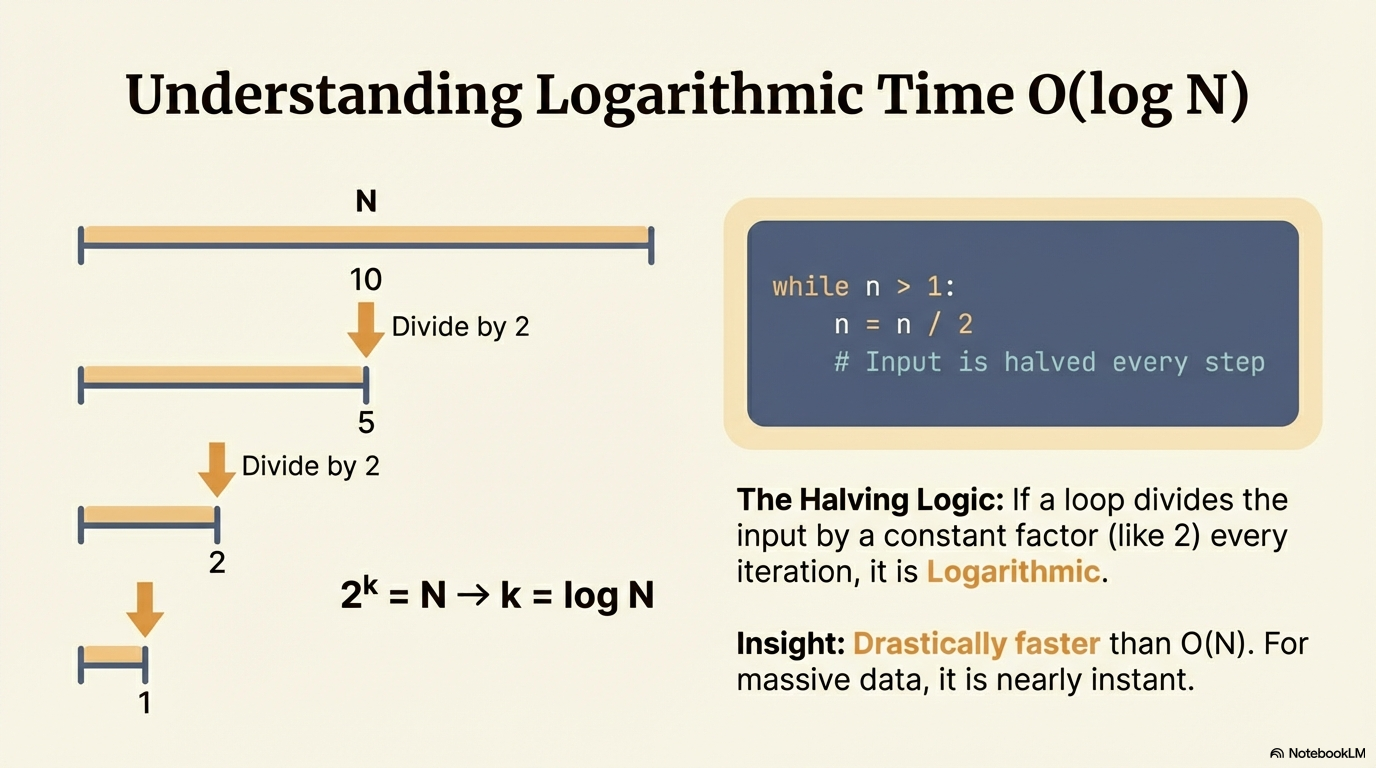 Understanding Logarithmic Time O(log N)
N
10
Divide by 2
5
Divide by 2
2
2ᵏ = N → k = log N
1
while n > 1:
    n = n / 2
    # Input is halved every step
The Halving Logic: If a loop divides the
input by a constant factor (like 2) every
iteration, it is Logarithmic.
Insight: Drastically faster than O(N). For
massive data, it is nearly instant.
NotebookLM